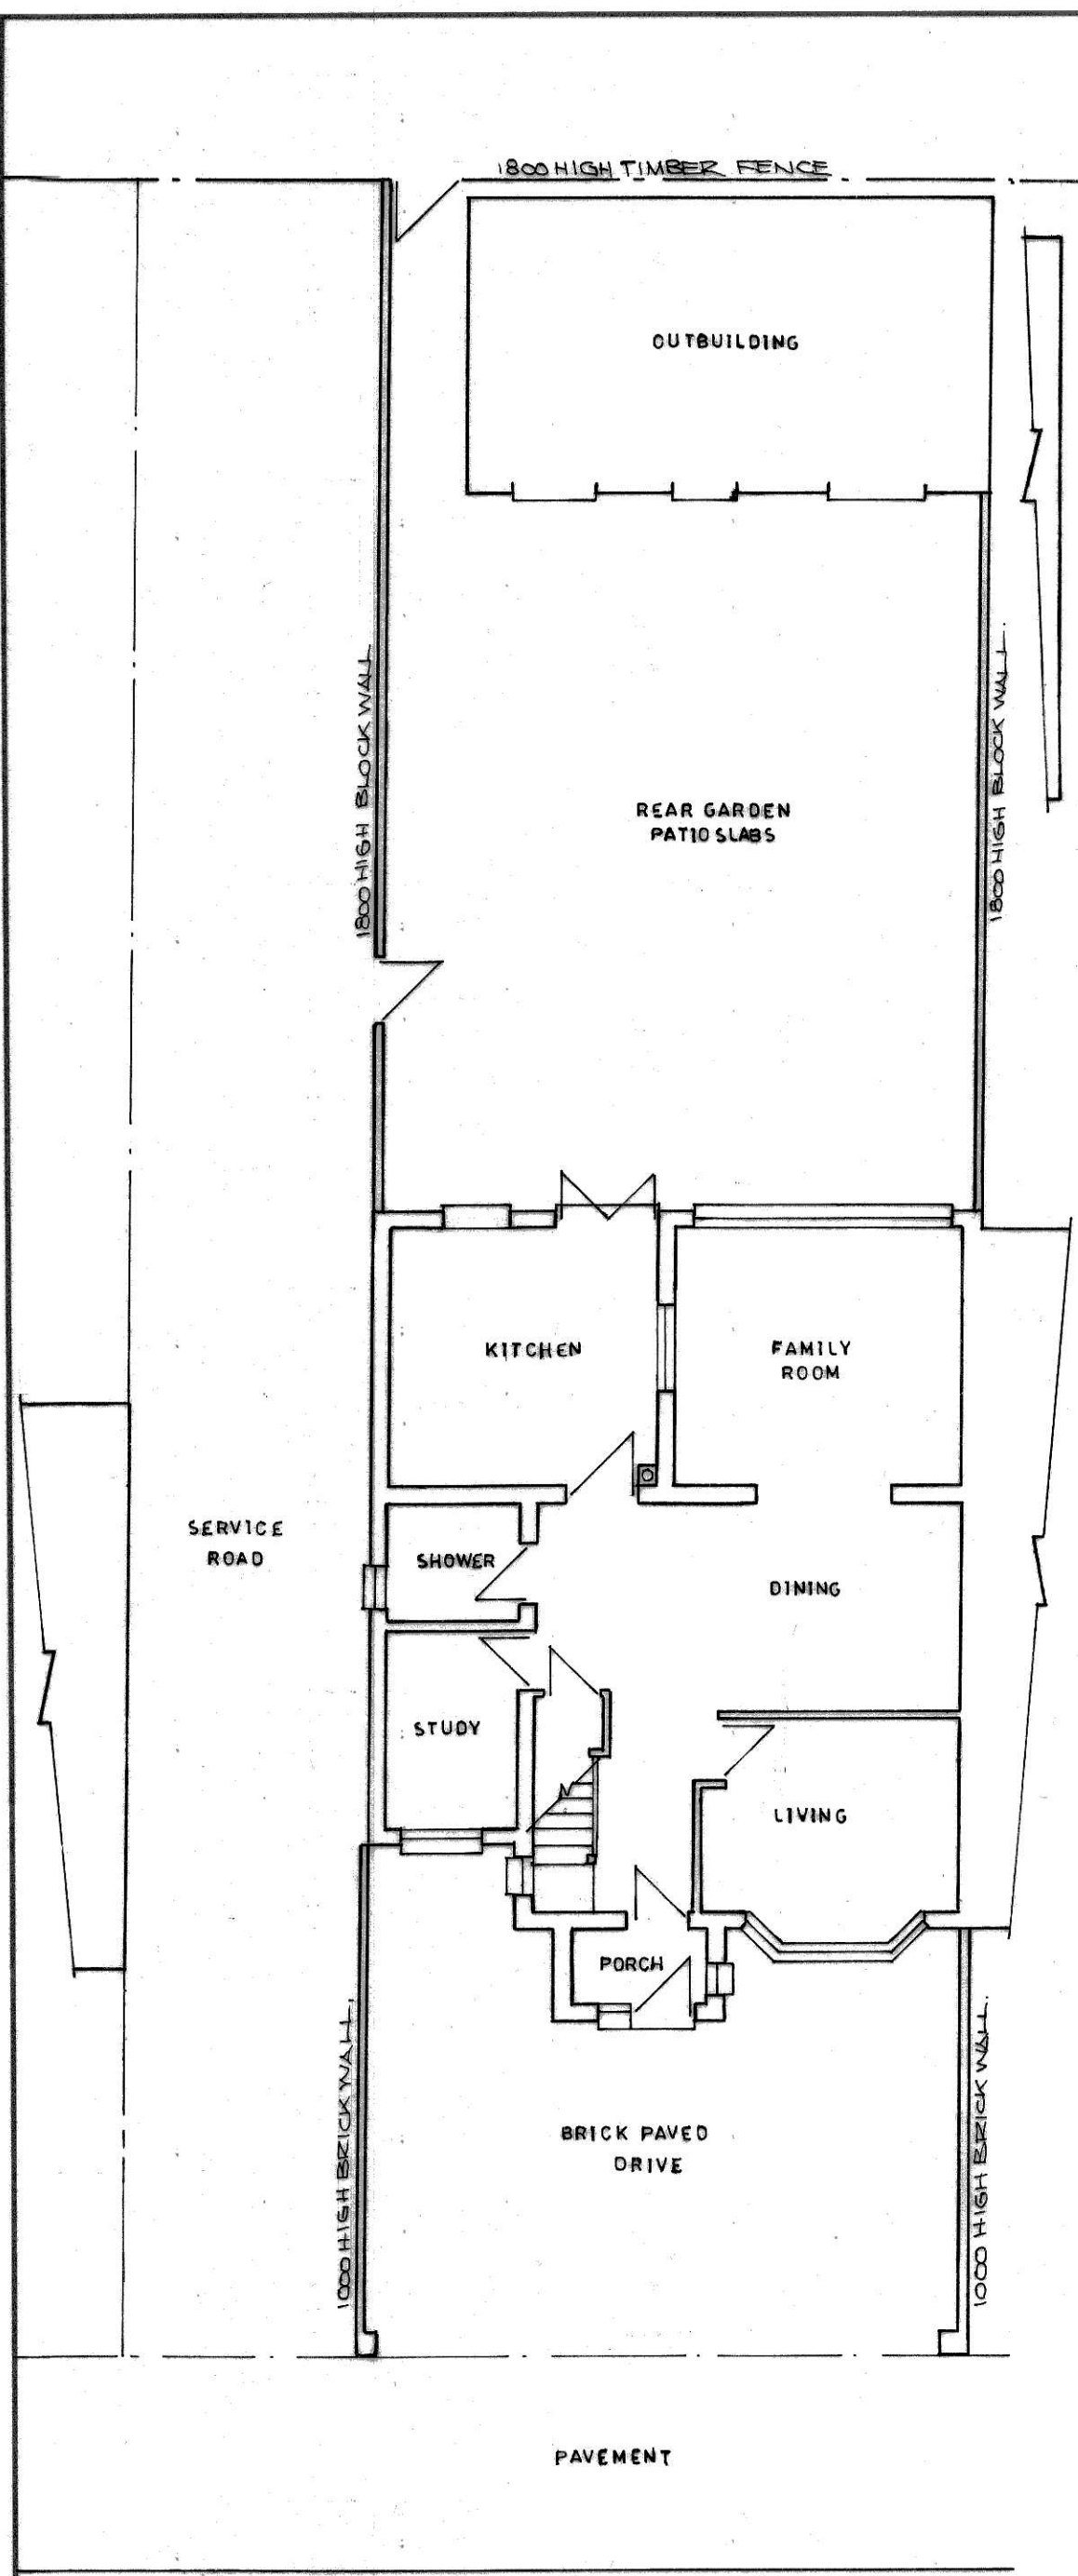 1800 HIGH TIMBER FENCE
OUTBUILDING
1800 HIGH BLOCK WALL
1800 HIGH BLOCK WALL.
REAR GARDEN
PATIO SLABS
KITCHEN
FAMILY
ROOM
SERVICE
ROAD
SHOWER
DINING
STUDY
LIVING
PORCH
1000 HIGH BRICK WALL.
1000 HIGH BRICK WALL.
BRICK PAVED
DRIVE
PAVEMENT